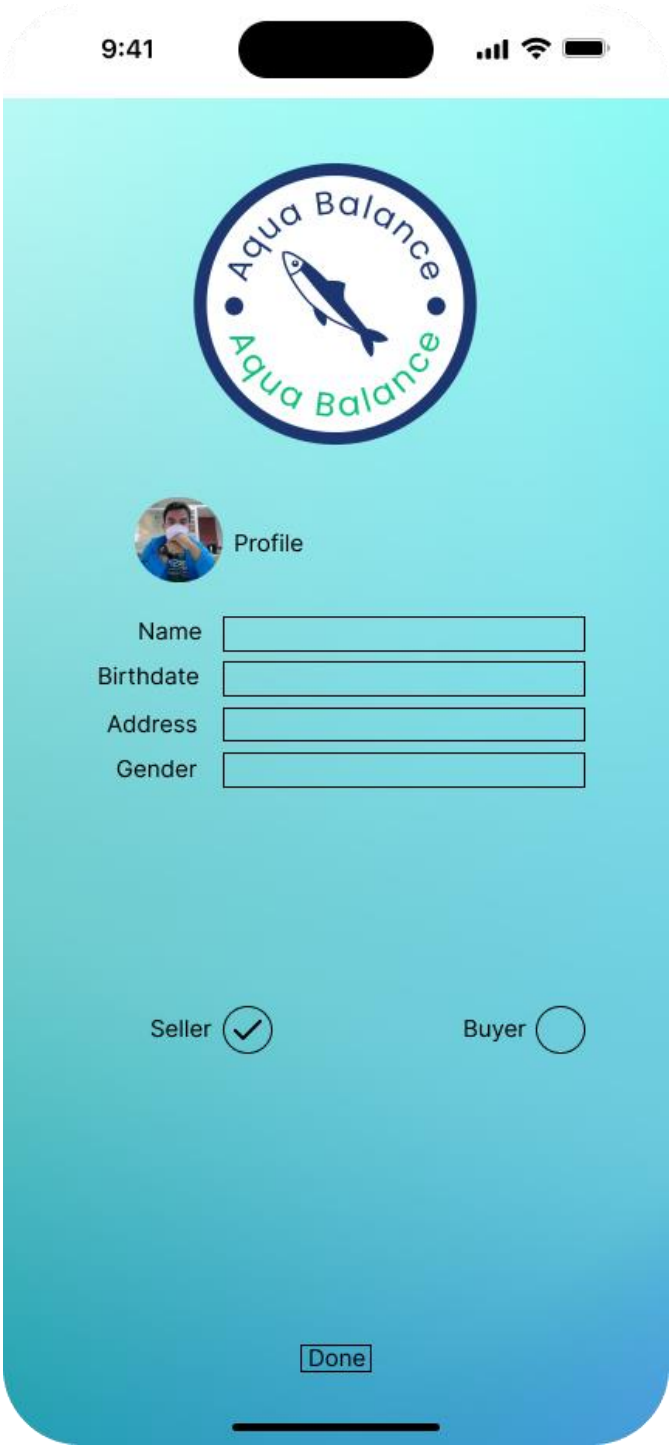 9:41
Aqua Balance
Aqua Balance
Profile
Name
Birthdate
Address
Gender
Seller
Buyer
Done